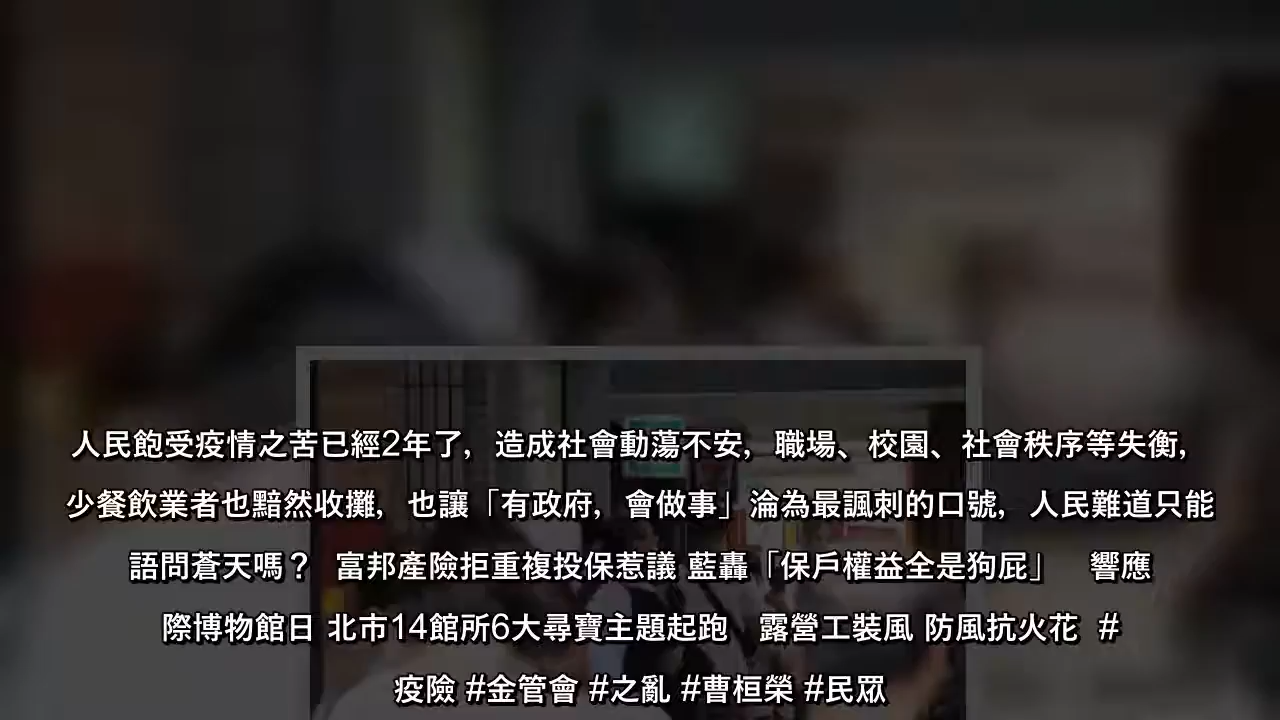 人民飽受疫情之苦已經2年了，造成社會動蕩不安，職場、校園、社會秩序等失衡，
少餐飲業者也黯然收攤，也讓「有政府，會做事」淪為最諷刺的口號，人民難道只能
語問蒼天嗎？ 富邦產險拒重複投保惹議 藍轟「保戶權益全是狗屁」 響應
際博物館日 北市14館所6大尋寶主題起跑 露營工裝風 防風抗火花 #
疫險 #金管會 #之亂 #曹桓榮 #民眾